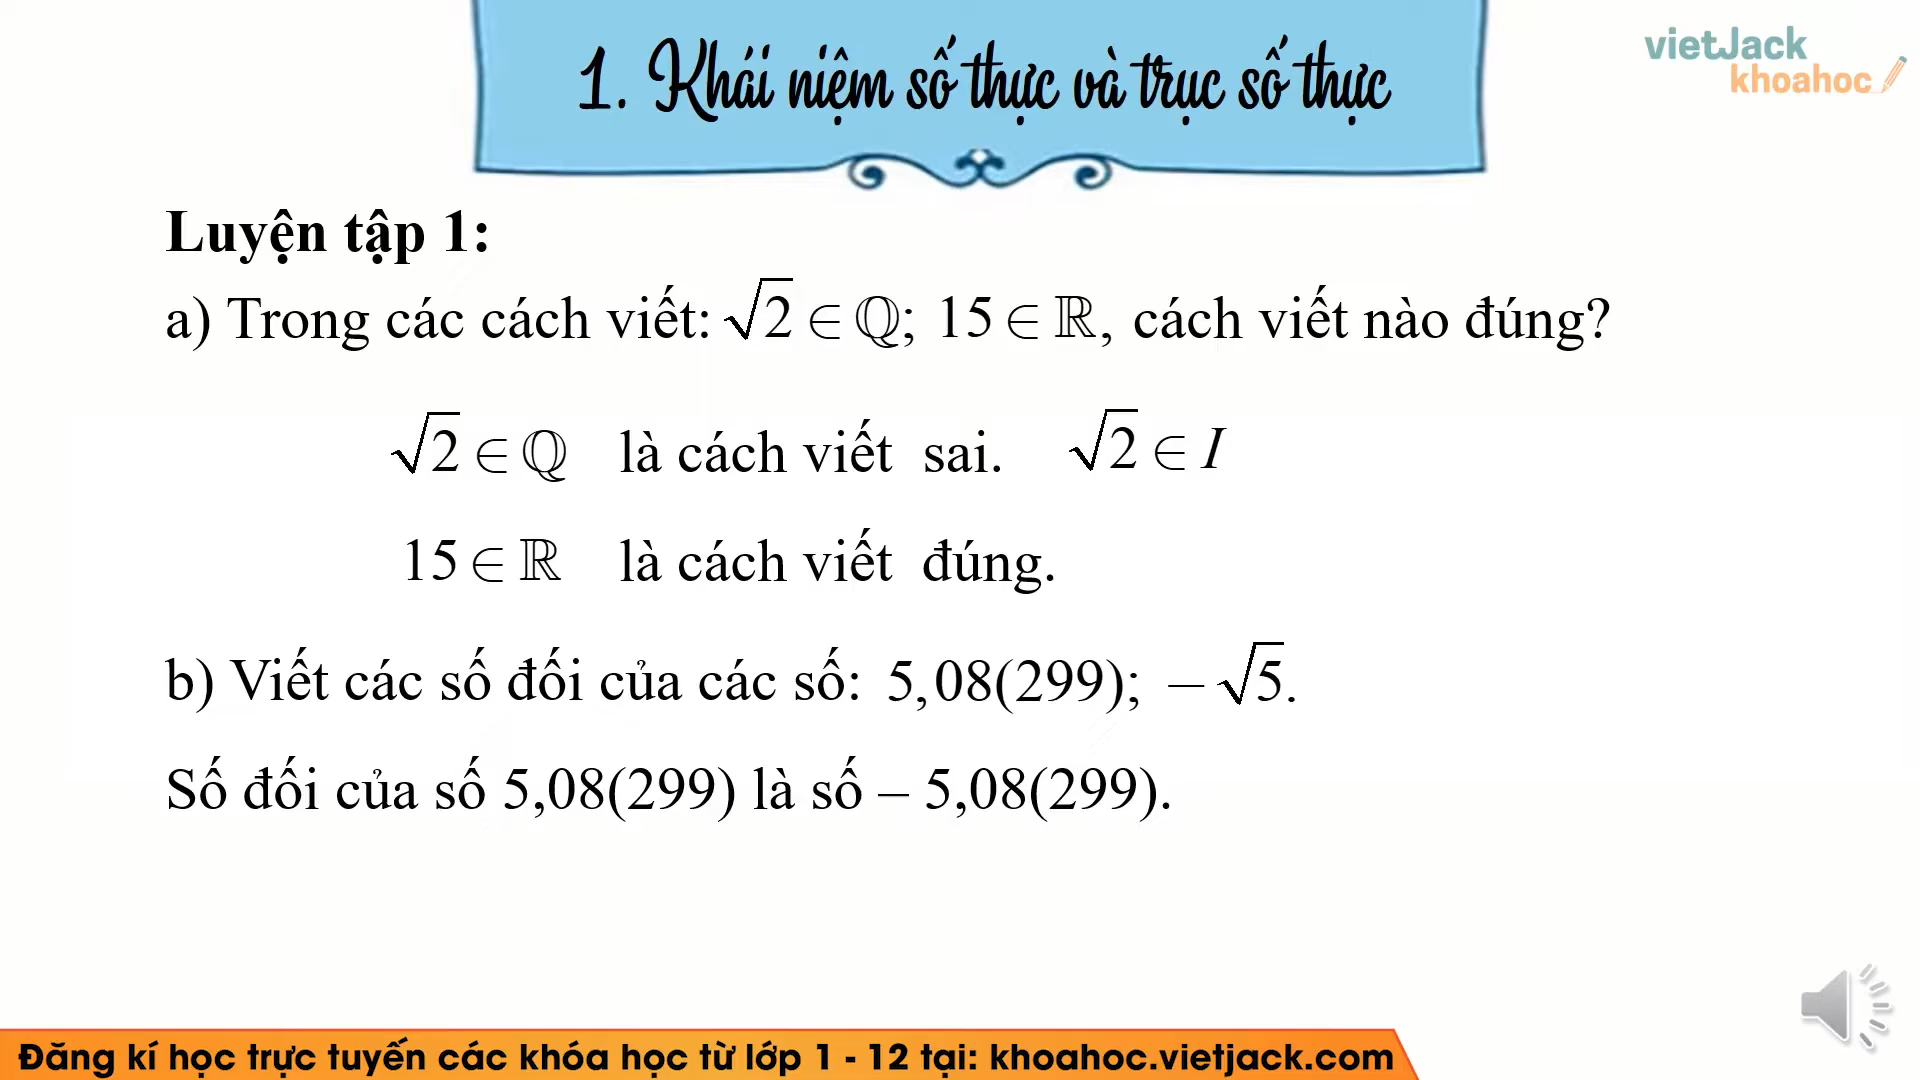 1. Khái niệm số thực và trục số thực
vietJack
khoahoc
Luyện tập 1:
a) Trong các cách viết: √2 ∈ ℚ; 15 ∈ ℝ, cách viết nào đúng?
√2 ∈ ℚ là cách viết sai. √2 ∈ I
15 ∈ ℝ là cách viết đúng.
b) Viết các số đối của các số: 5,08(299); –√5.
Số đối của số 5,08(299) là số – 5,08(299).
Đăng kí học trực tuyến các khóa học từ lớp 1 - 12 tại: khoahoc.vietjack.com